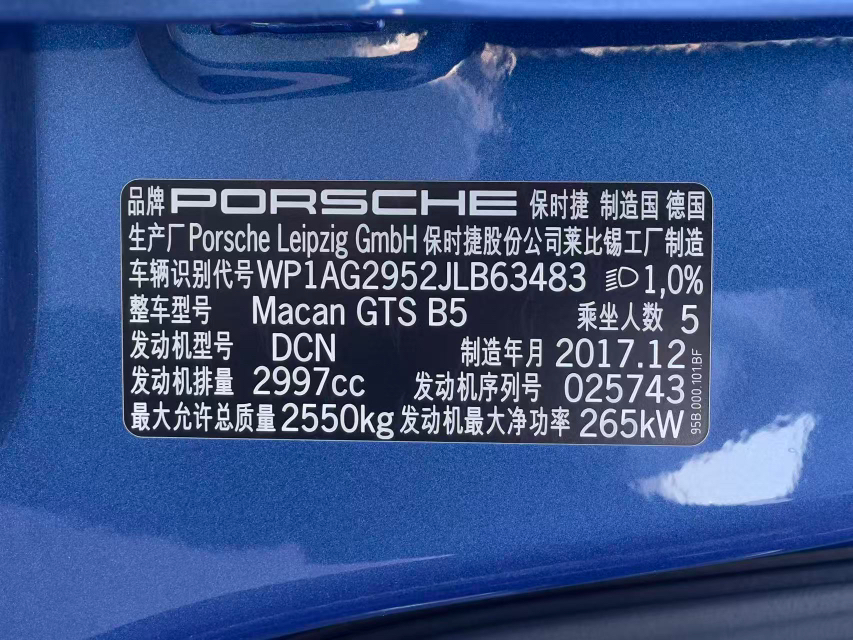 品牌 PORSCHE 保时捷 制造国 德国
生产厂 Porsche Leipzig GmbH 保时捷股份公司莱比锡工厂制造
车辆识别代号 WP1AG2952JLB63483 1,0%
整车型号 Macan GTS B5 乘坐人数 5
发动机型号 DCN 制造年月 2017.12
发动机排量 2997cc 发动机序列号 025743
最大允许总质量 2550kg 发动机最大净功率 265kW
95B.000.101.BF